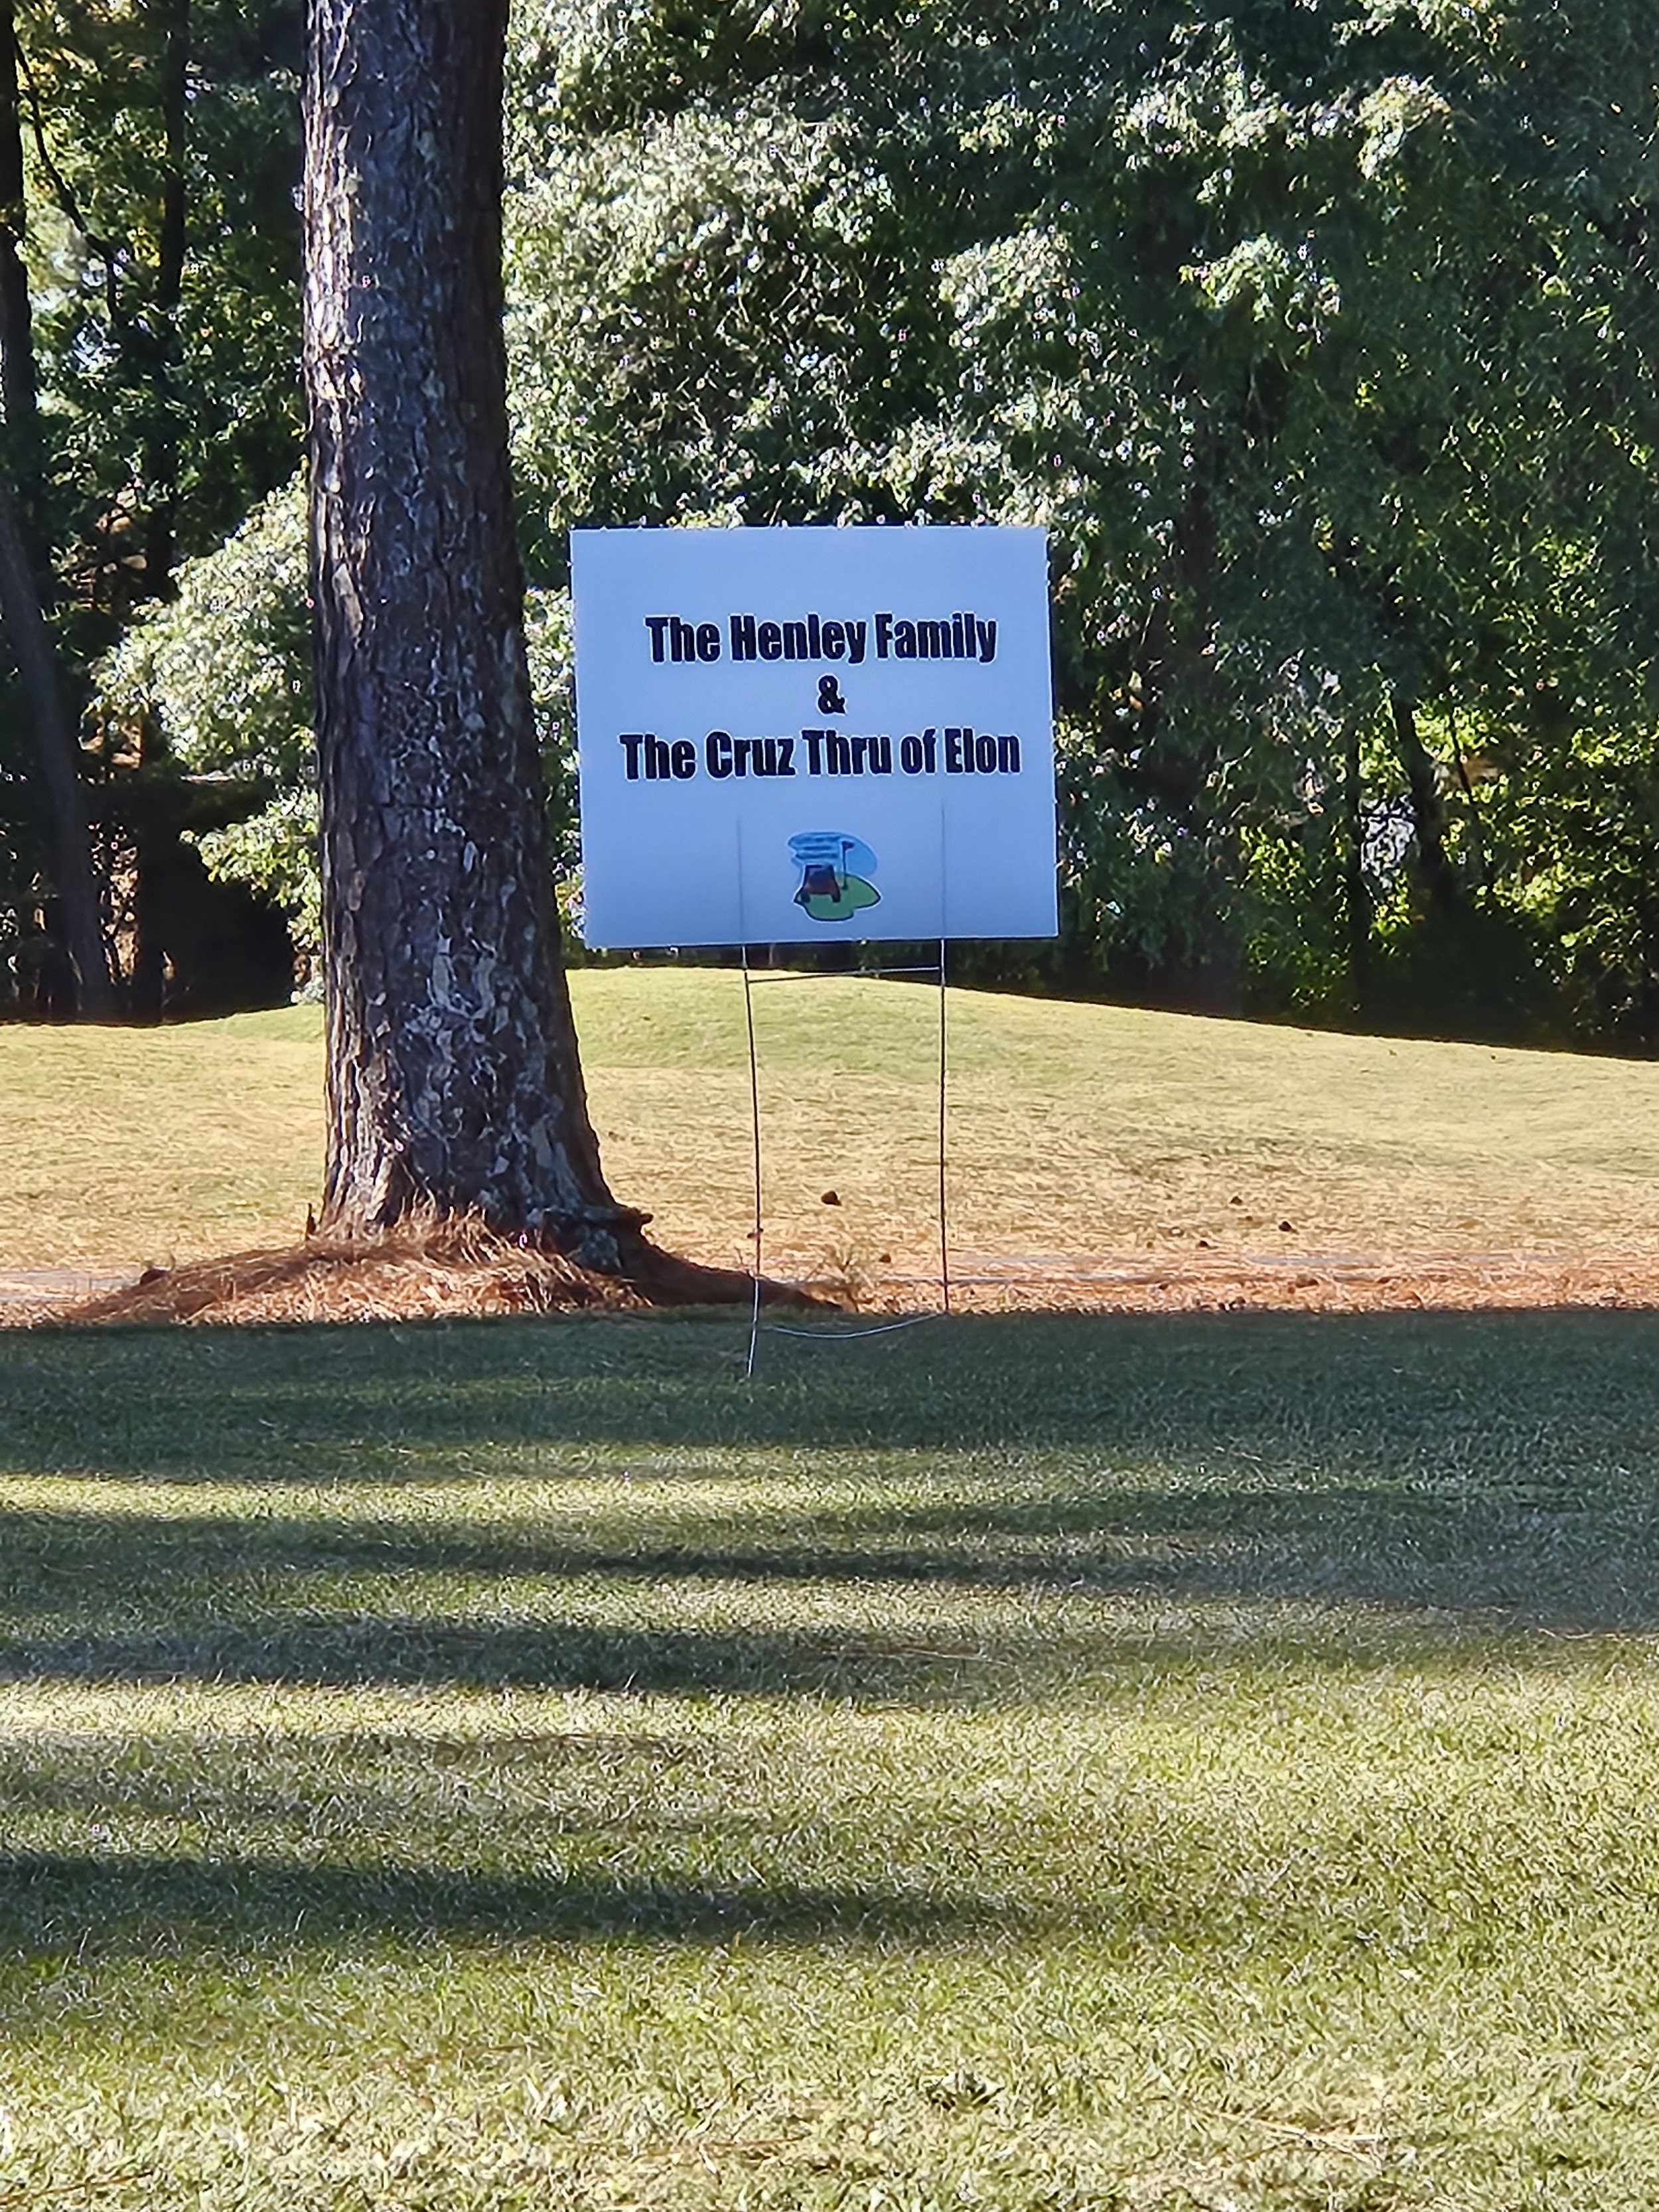 The Henley Family
&
The Cruz Thru of Elon